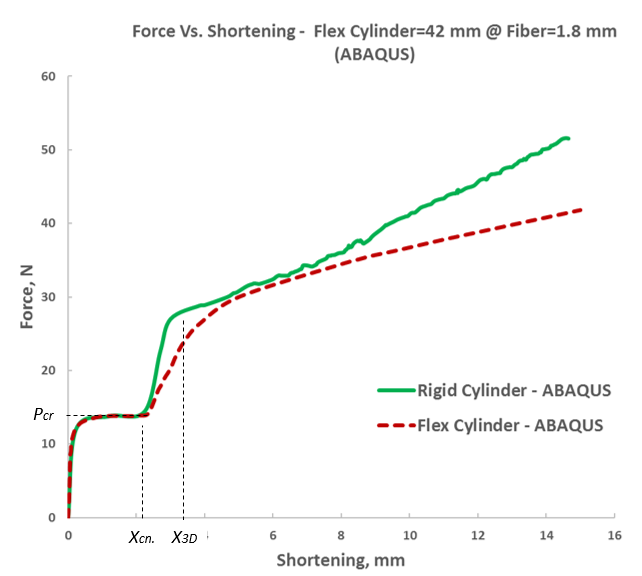 Force Vs. Shortening - Flex Cylinder=42 mm @ Fiber=1.8 mm
(ABAQUS)
60
50
40
30
20
10
0
Force, N
Pcr
Rigid Cylinder - ABAQUS
Flex Cylinder - ABAQUS
0
Xcn.
X3D
6
8
10
12
14
16
Shortening, mm